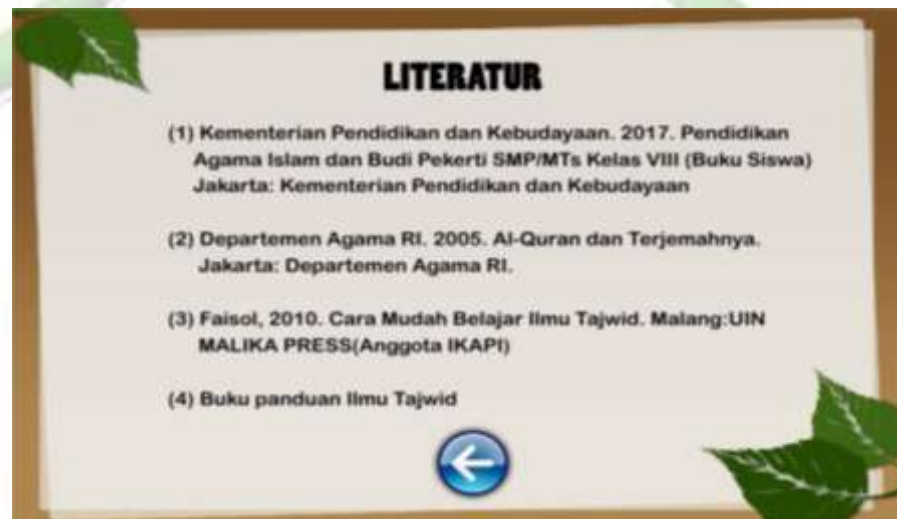 LITERATUR
(1) Kementerian Pendidikan dan Kebudayaan. 2017. Pendidikan
Agama Islam dan Budi Pekerti SMP/MTs Kelas VIII (Buku Siswa)
Jakarta: Kementerian Pendidikan dan Kebudayaan
(2) Departemen Agama RI. 2005. Al-Quran dan Terjemahnya.
Jakarta: Departemen Agama RI.
(3) Faisol, 2010. Cara Mudah Belajar Ilmu Tajwid. Malang:UIN
MALIKA PRESS(Anggota IKAPI)
(4) Buku panduan Ilmu Tajwid